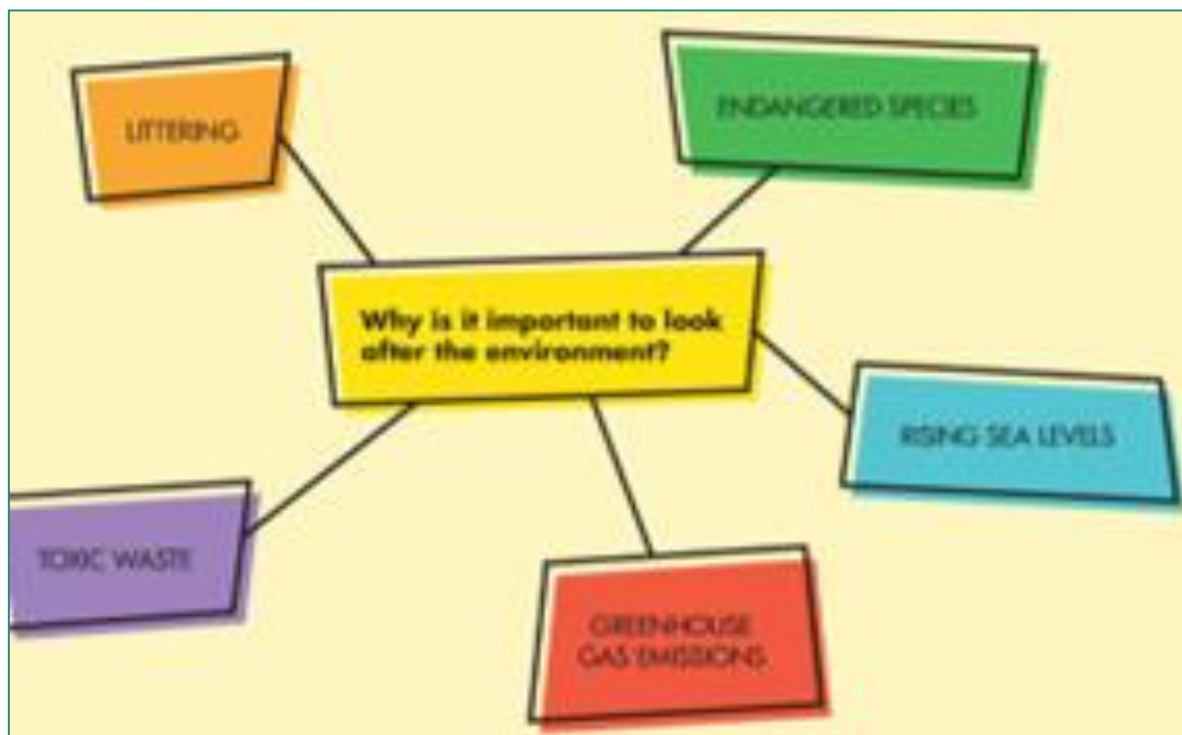 LITTERING
ENDANGERED SPECIES
Why is it important to look
after the environment?
RISING SEA LEVELS
TOXIC WASTE
GREENHOUSE
GAS EMISSIONS